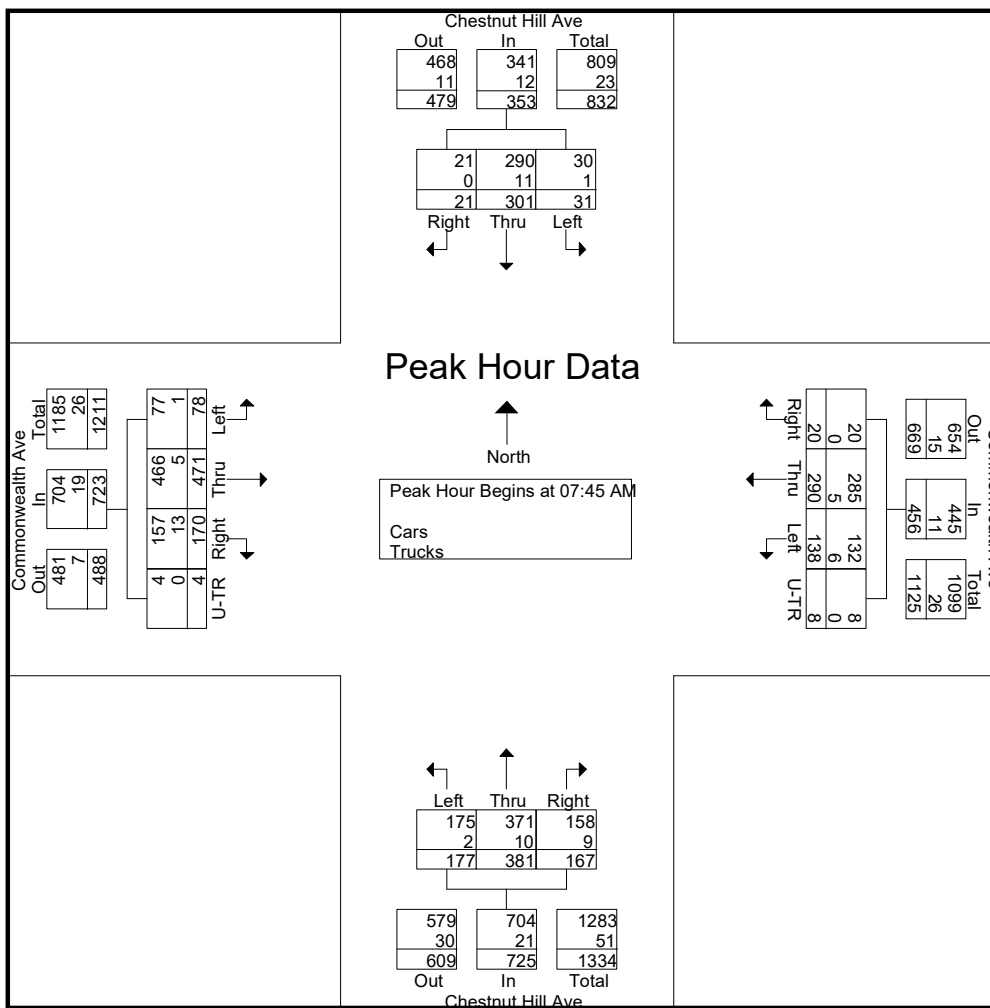 Chestnut Hill Ave
Out In Total
468 341 809
11 12 23
479 353 832
21 290 30
0 11 1
21 301 31
Right Thru Left
Peak Hour Data
North
Peak Hour Begins at 07:45 AM
Cars
Trucks
Commonwealth Ave
Total In Out
1185 704 481
26 19 7
1211 723 488
77 466 157 4
1 5 13 0
78 471 170 4
Left Thru Right U-TR
Out In Total
654 445 1099
15 11 26
669 456 1125
20 285 132 8
0 5 6 0
20 290 138 8
Right Thru Left U-TR
Left Thru Right
175 371 158
2 10 9
177 381 167
579 704 1283
30 21 51
609 725 1334
Out In Total
Chestnut Hill Ave